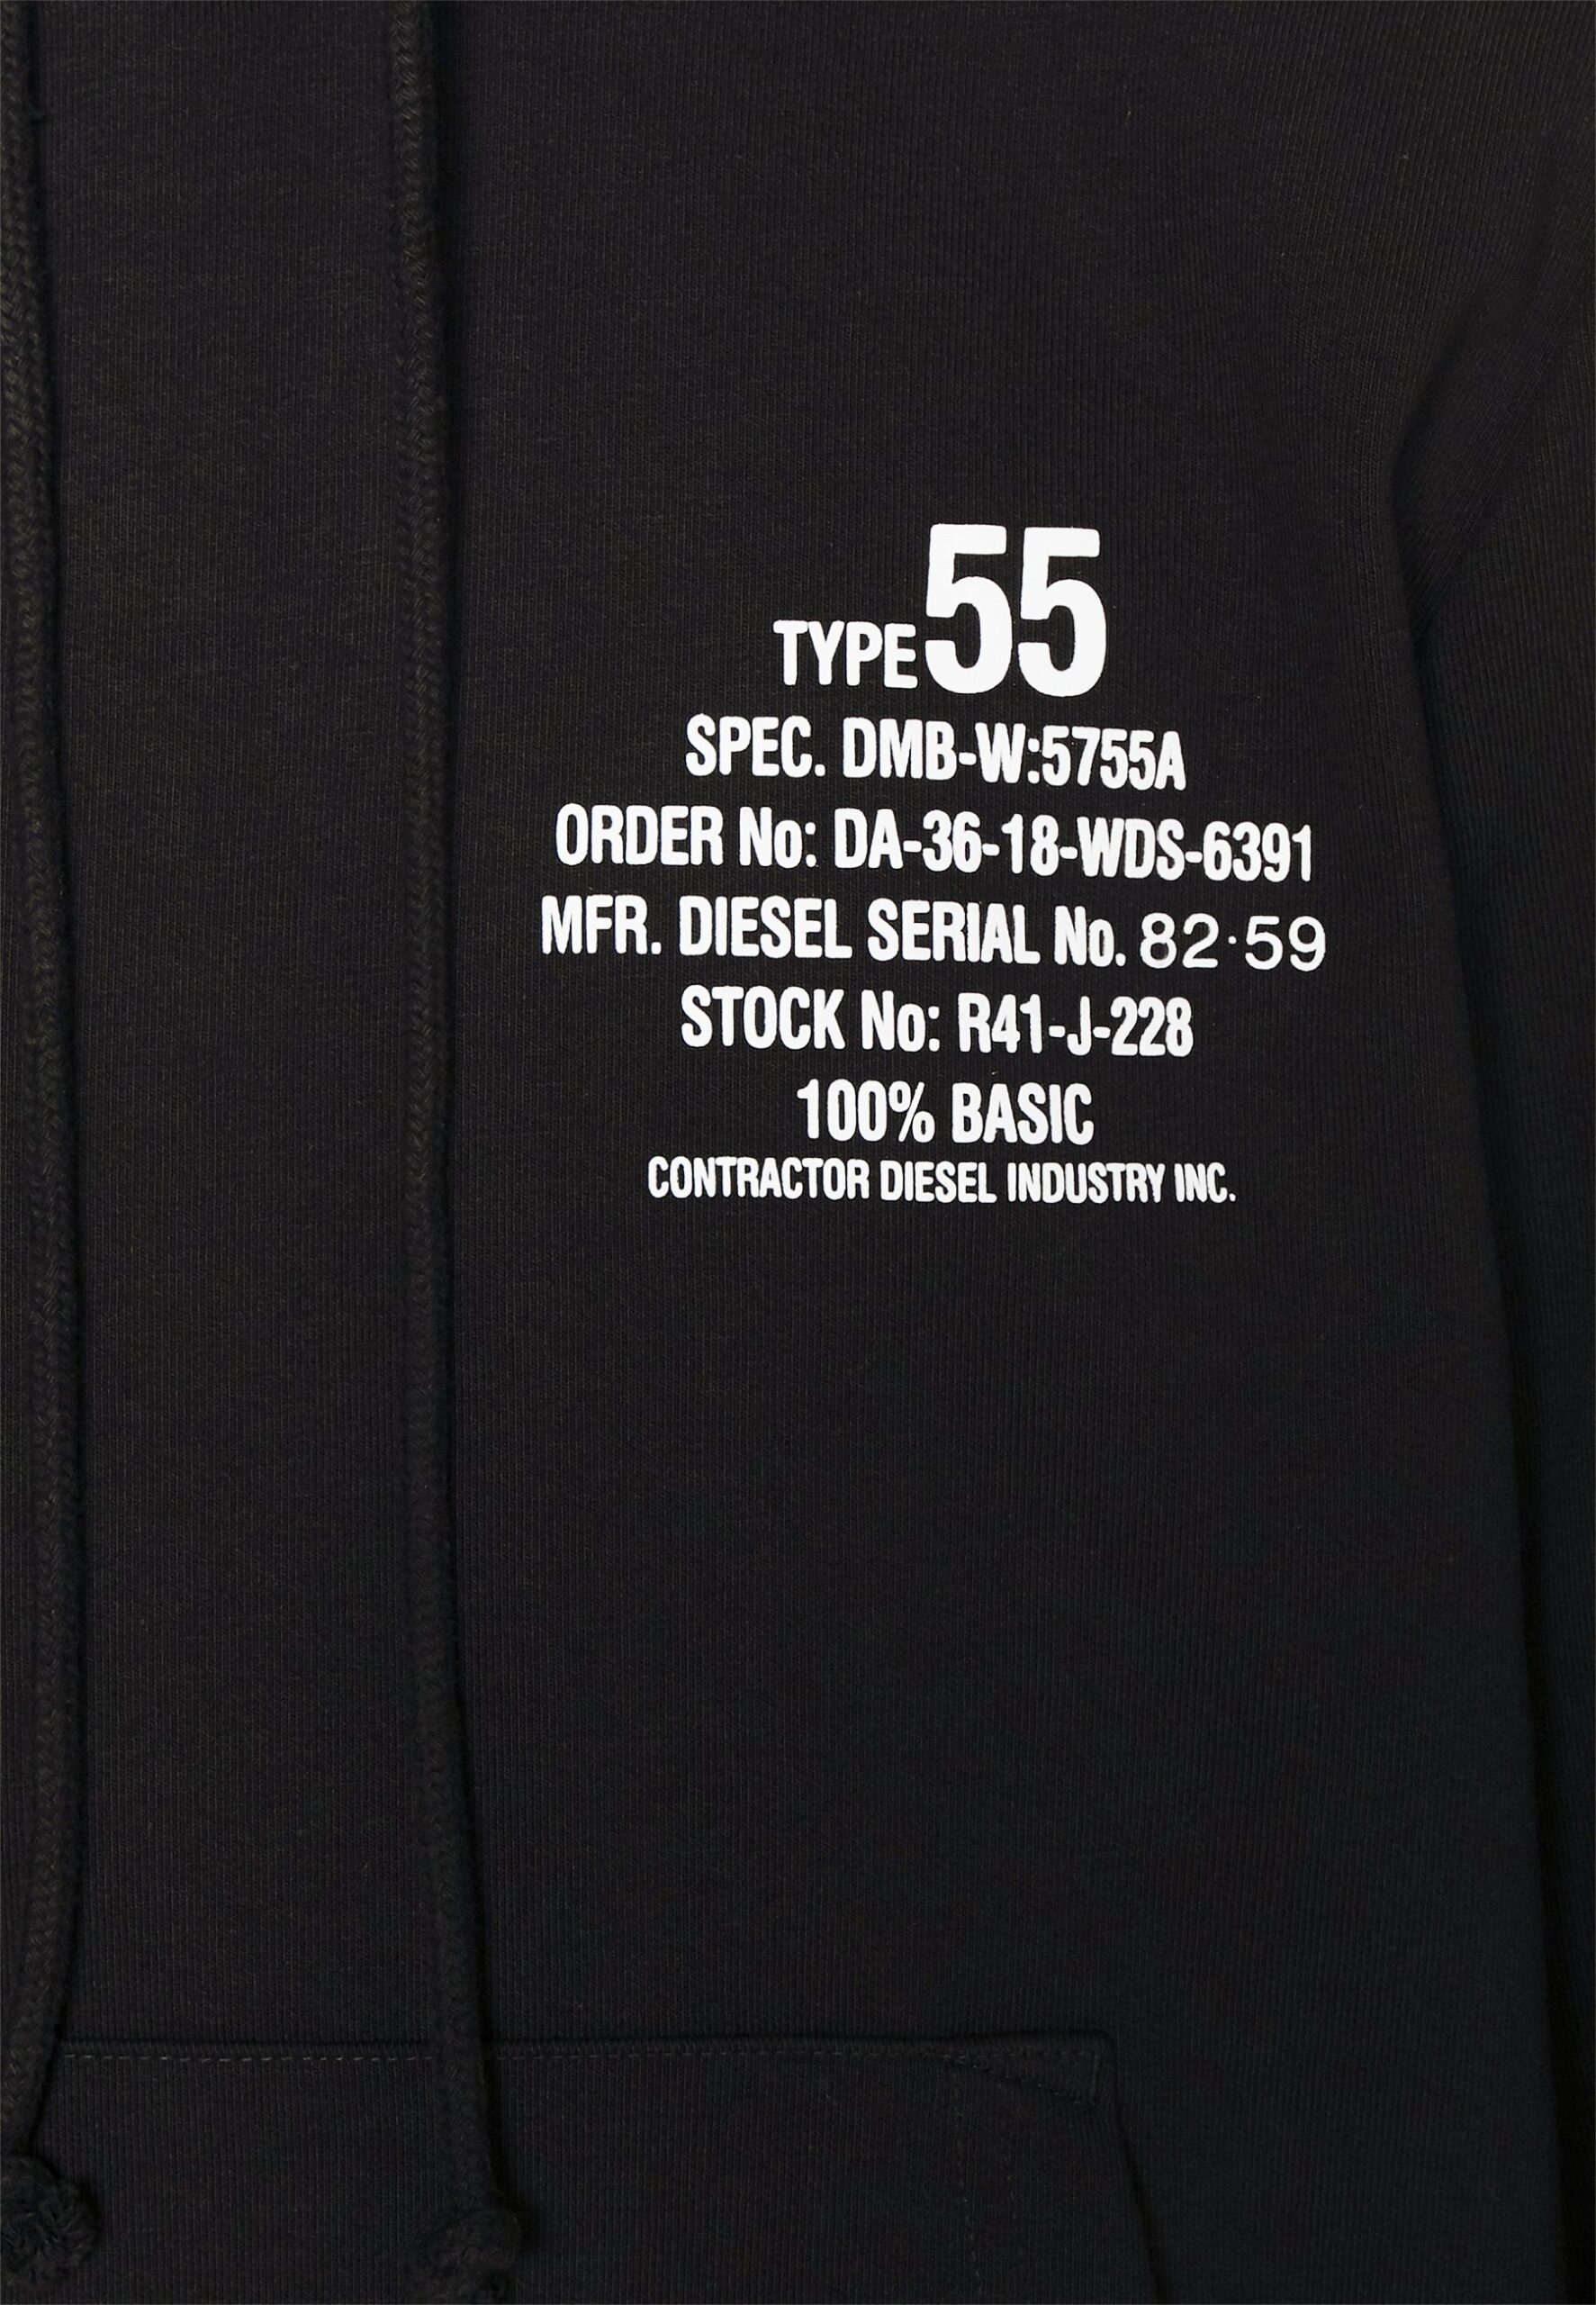 TYPE 55
SPEC. DMB-W:5755A
ORDER No: DA-36-18-WDS-6391
MFR. DIESEL SERIAL No. 82·59
STOCK No: R41-J-228
100% BASIC
CONTRACTOR DIESEL INDUSTRY INC.